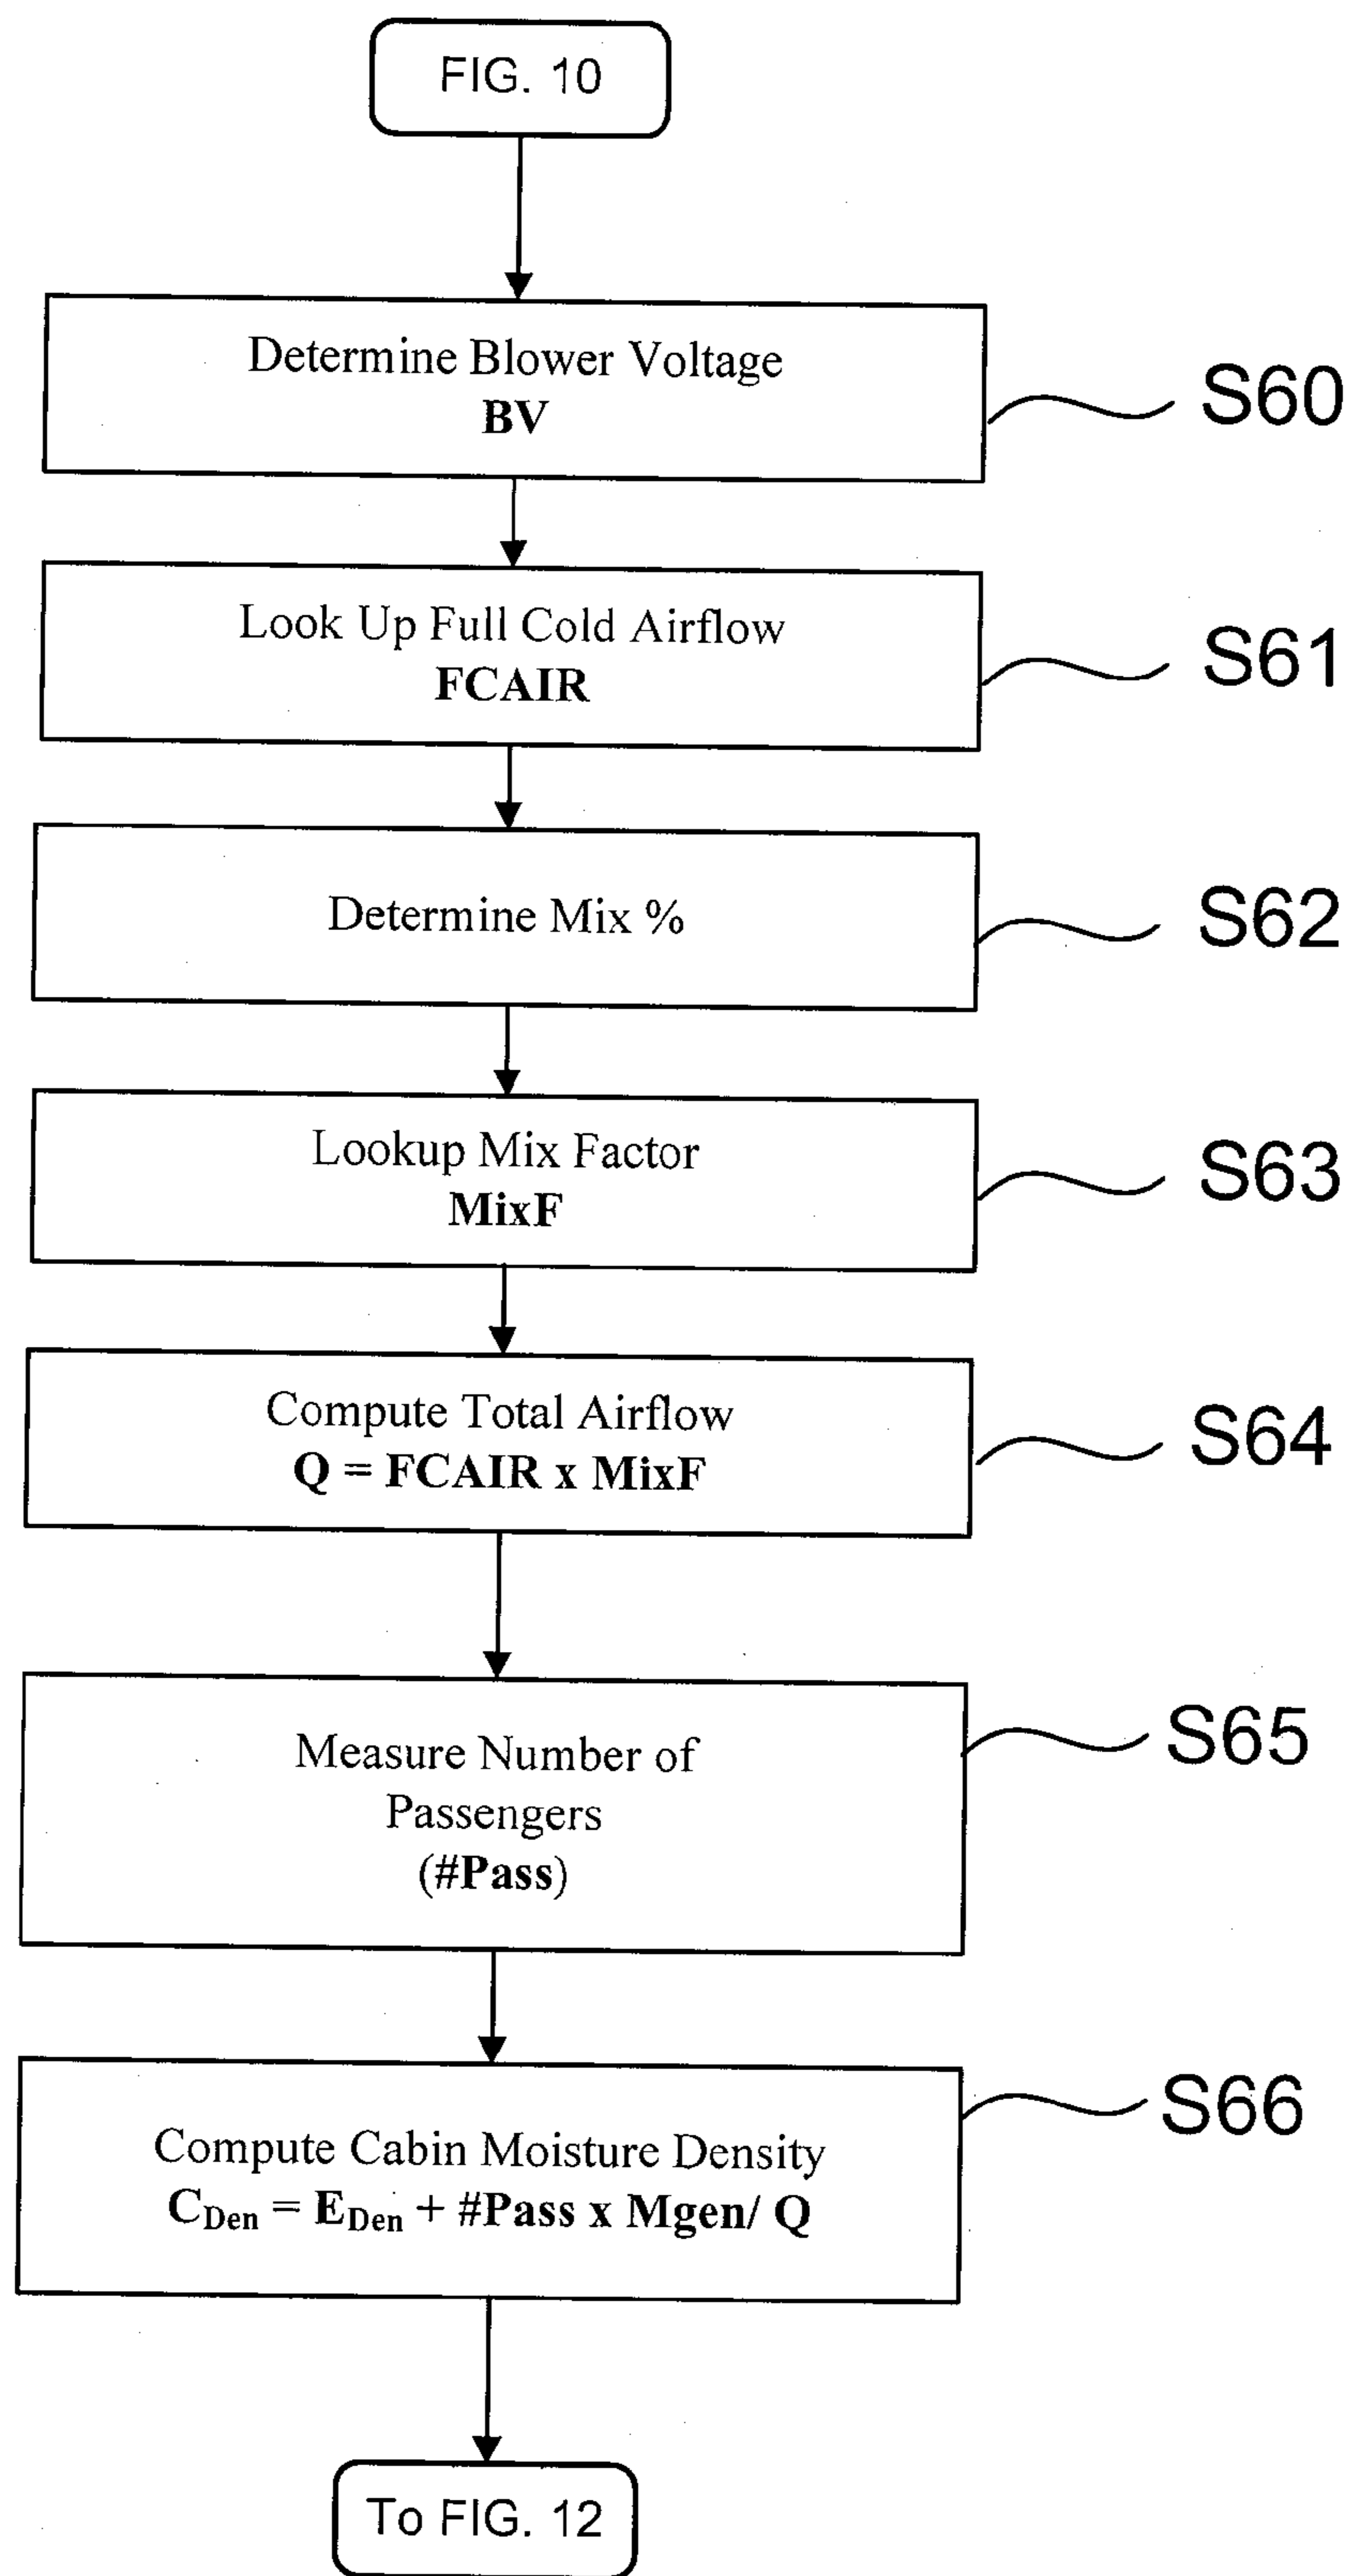 FIG. 10
Determine Blower Voltage
BV
S60
Look Up Full Cold Airflow
FCAIR
S61
Determine Mix %
S62
Lookup Mix Factor
MixF
S63
Compute Total Airflow
Q = FCAIR x MixF
S64
Measure Number of
Passengers
(#Pass)
S65
Compute Cabin Moisture Density
C_Den = E_Den + #Pass x Mgen/ Q
S66
To FIG. 12